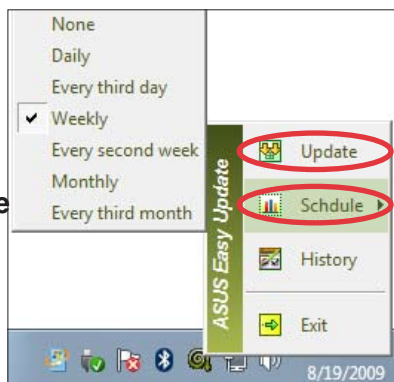 None
Daily
Every third day
Weekly
Every second week
Monthly
Every third month
e
ASUS Easy Update
Update
Schdule
History
Exit
8/19/2009